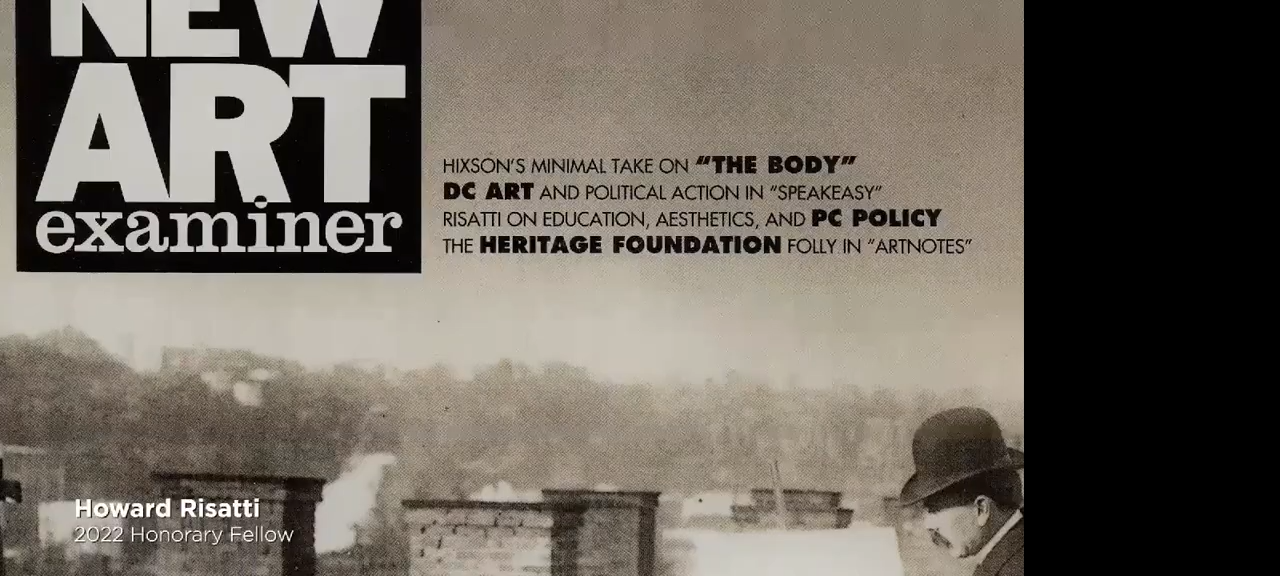 NEW
ART
examiner
HIXSON'S MINIMAL TAKE ON "THE BODY"
DC ART AND POLITICAL ACTION IN "SPEAKEASY"
RISATTI ON EDUCATION, AESTHETICS, AND PC POLICY
THE HERITAGE FOUNDATION FOLLY IN "ARTNOTES"
Howard Risatti
2022 Honorary Fellow